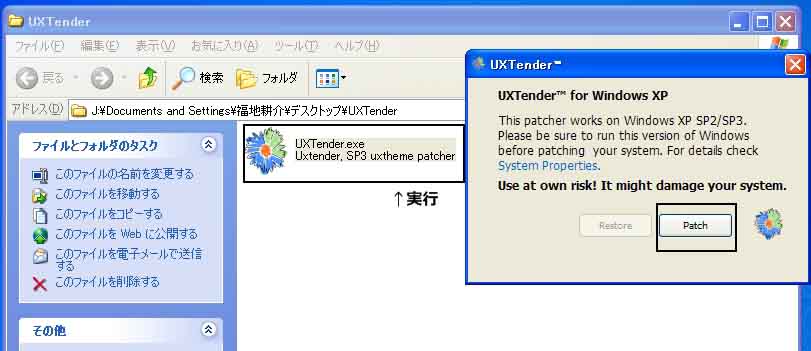 UXTender
ファイル(F) 編集(E) 表示(V) お気に入り(A) ツール(T) ヘルプ(H)
戻る 検索 フォルダ
アドレス(D) J:¥Documents and Settings¥福地耕介¥デスクトップ¥UXTender
ファイルとフォルダのタスク
このファイルの名前を変更する
このファイルを移動する
このファイルをコピーする
このファイルを Web に公開する
このファイルを電子メールで送信
する
このファイルを削除する
その他
UXTender.exe
Uxtender, SP3 uxtheme patcher
↑実行
UXTender™
UXTender™ for Windows XP
This patcher works on Windows XP SP2/SP3.
Please be sure to run this version of Windows
before patching your system. For details check
System Properties.
Use at own risk! It might damage your system.
Restore Patch